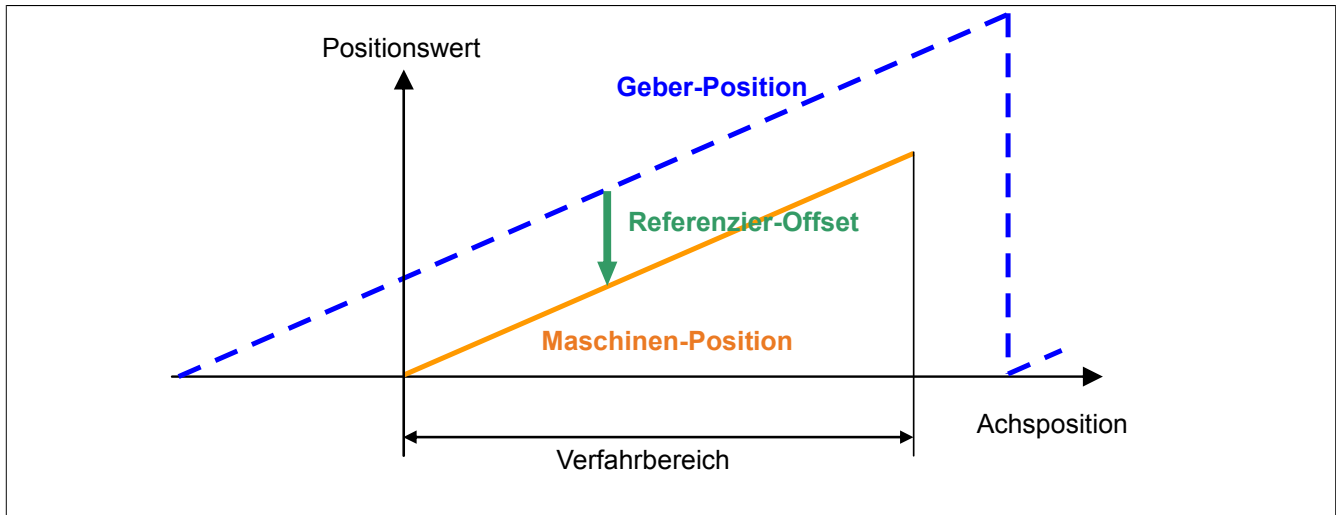 Positionswert
Geber-Position
Referenzier-Offset
Maschinen-Position
Achsposition
Verfahrbereich